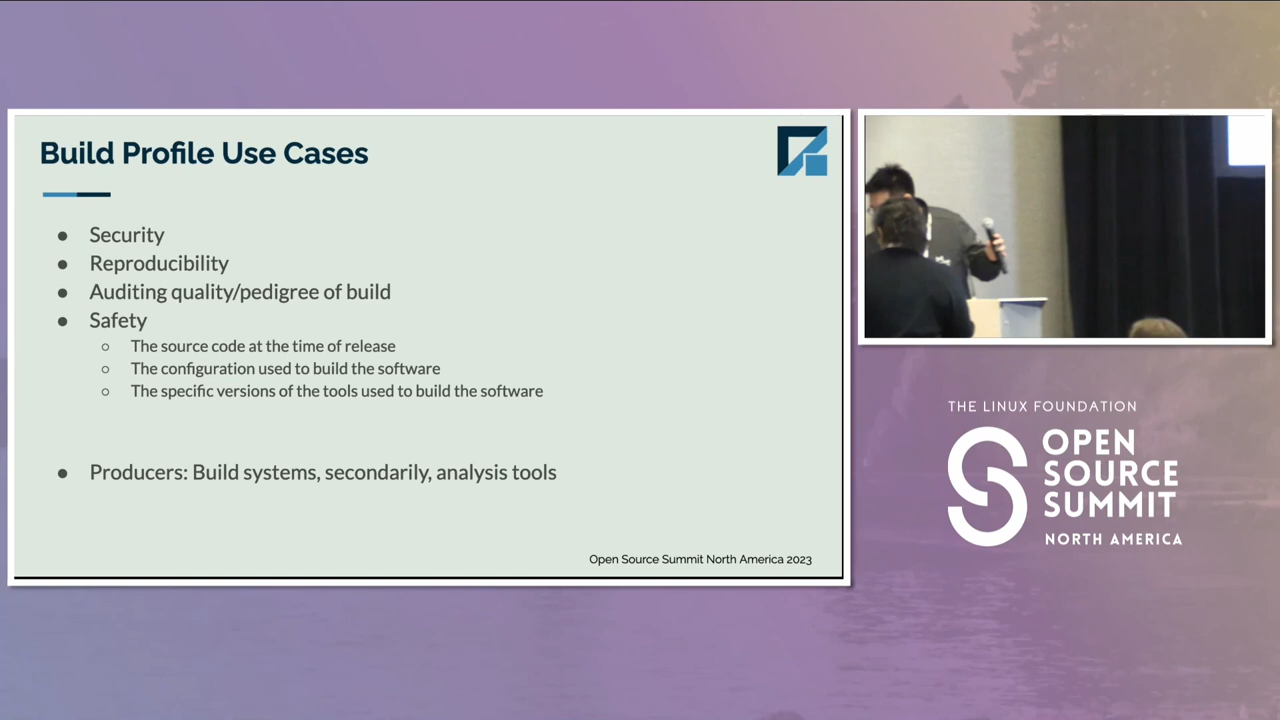 Build Profile Use Cases
● Security
● Reproducibility
● Auditing quality/pedigree of build
● Safety
○ The source code at the time of release
○ The configuration used to build the software
○ The specific versions of the tools used to build the software
● Producers: Build systems, secondarily, analysis tools
Open Source Summit North America 2023
THE LINUX FOUNDATION
OPEN
SOURCE
SUMMIT
NORTH AMERICA